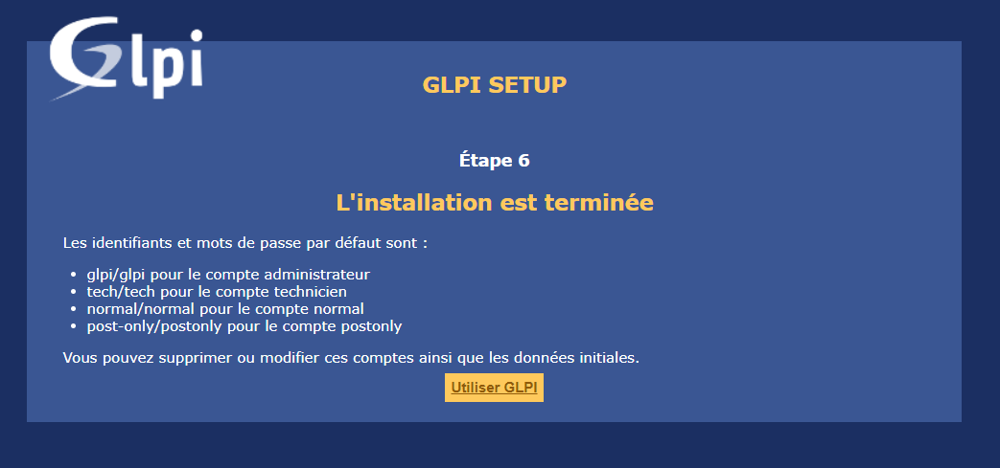 Glpi
GLPI SETUP
Étape 6
L'installation est terminée
Les identifiants et mots de passe par défaut sont :
• glpi/glpi pour le compte administrateur
• tech/tech pour le compte technicien
• normal/normal pour le compte normal
• post-only/postonly pour le compte postonly
Vous pouvez supprimer ou modifier ces comptes ainsi que les données initiales.
Utiliser GLPI